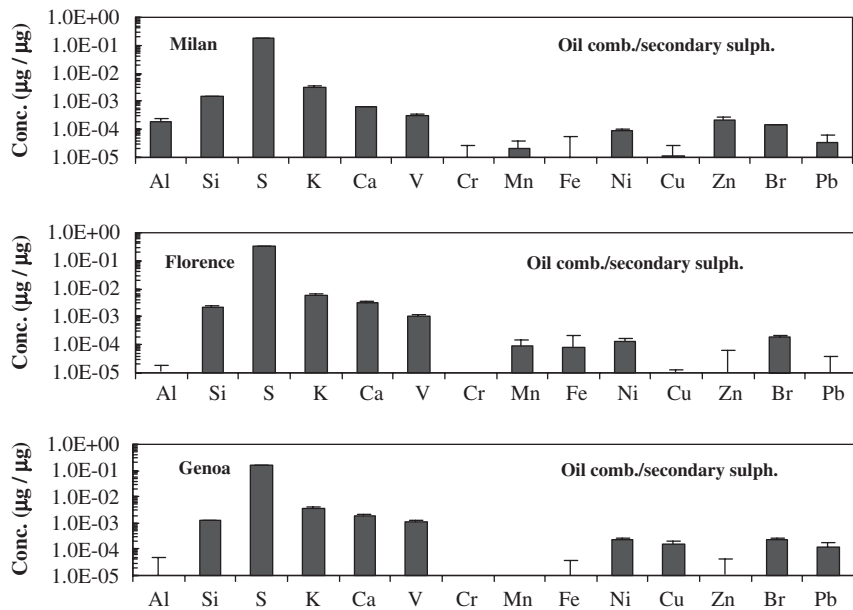 1.0E+00
Milan Oil comb./secondary sulph.
1.0E-01
1.0E-02
1.0E-03
1.0E-04
1.0E-05
Conc. (μg / μg)
Al Si S K Ca V Cr Mn Fe Ni Cu Zn Br Pb
1.0E+00
Florence Oil comb./secondary sulph.
1.0E-01
1.0E-02
1.0E-03
1.0E-04
1.0E-05
Conc. (μg / μg)
Al Si S K Ca V Cr Mn Fe Ni Cu Zn Br Pb
1.0E+00
Genoa Oil comb./secondary sulph.
1.0E-01
1.0E-02
1.0E-03
1.0E-04
1.0E-05
Conc. (μg / μg)
Al Si S K Ca V Cr Mn Fe Ni Cu Zn Br Pb